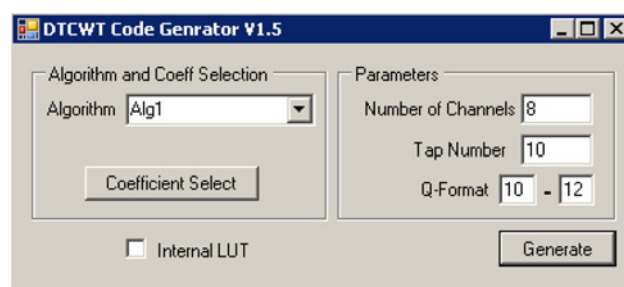 DTCWT Code Genrator V1.5
Algorithm and Coeff Selection
Algorithm Alg1
Coefficient Select
Internal LUT
Parameters
Number of Channels 8
Tap Number 10
Q-Format 10 - 12
Generate